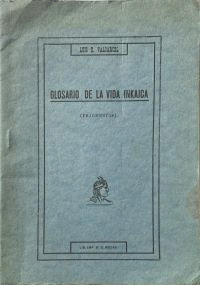 LUIS E. VALCARCEL
GLOSARIO DE LA VIDA INKAICA
(FRAGMENTOS)